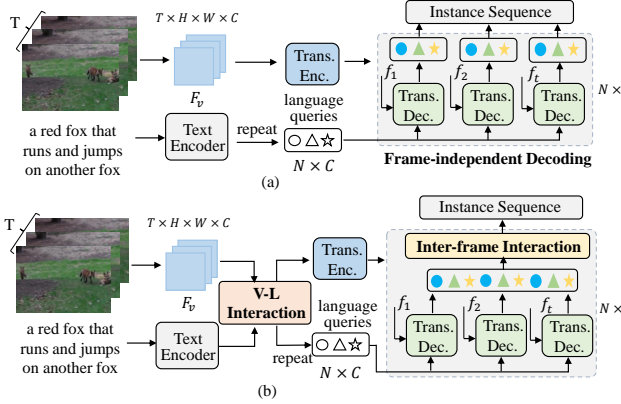 T
T × H × W × C
F_v
a red fox that
runs and jumps
on another fox
Text
Encoder
repeat
Trans.
Enc.
language
queries
N × C
Instance Sequence
f_1
f_2
f_t
Trans.
Dec.
Trans.
Dec.
Trans.
Dec.
N ×
Frame-independent Decoding
(a)
T
T × H × W × C
F_v
a red fox that
runs and jumps
on another fox
Text
Encoder
V-L
Interaction
repeat
Trans.
Enc.
language
queries
N × C
Instance Sequence
Inter-frame Interaction
f_1
f_2
f_t
Trans.
Dec.
Trans.
Dec.
Trans.
Dec.
N ×
(b)